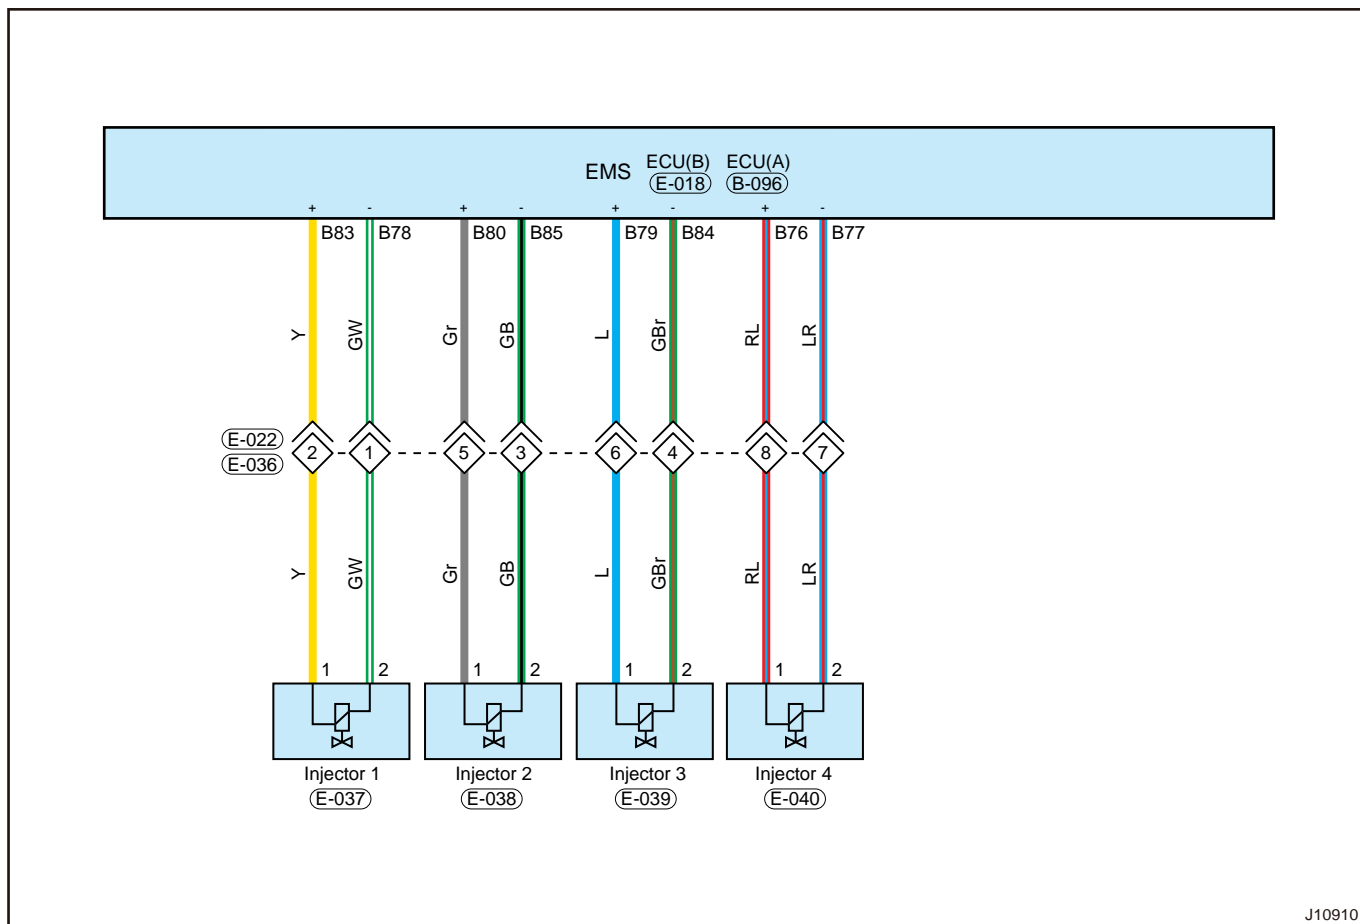 EMS ECU(B) ECU(A)
E-018 B-096
+ - + - + - + -
B83 B78 B80 B85 B79 B84 B76 B77
Y GW Gr GB L GBr RL LR
E-022
E-036
2 1 5 3 6 4 8 7
Y GW Gr GB L GBr RL LR
1 2 1 2 1 2 1 2
Injector 1 Injector 2 Injector 3 Injector 4
E-037 E-038 E-039 E-040
J10910